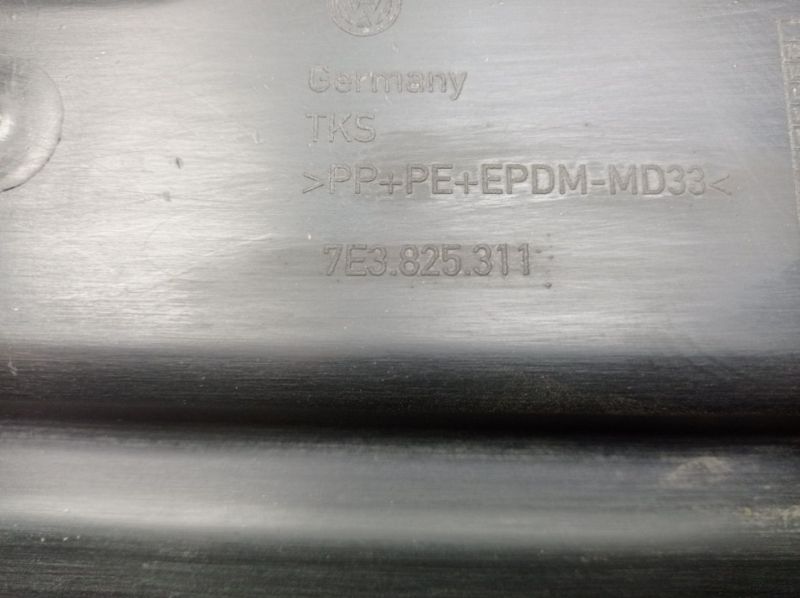 Germany
TKS
>PP+PE+EPDM-MD33<
7E3.825.311